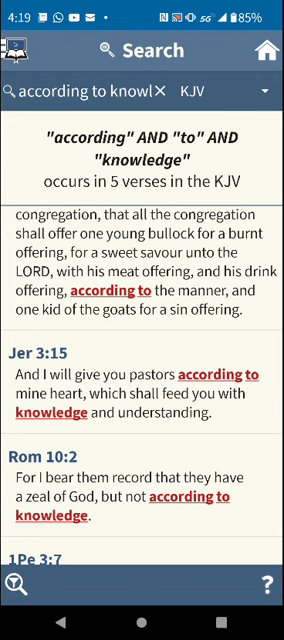 4:19 5G 85%
Search
according to knowl× KJV
"according" AND "to" AND
"knowledge"
occurs in 5 verses in the KJV
congregation, that all the congregation
shall offer one young bullock for a burnt
offering, for a sweet savour unto the
LORD, with his meat offering, and his drink
offering, according to the manner, and
one kid of the goats for a sin offering.
Jer 3:15
And I will give you pastors according to
mine heart, which shall feed you with
knowledge and understanding.
Rom 10:2
For I bear them record that they have
a zeal of God, but not according to
knowledge.
1Pe 3:7
?